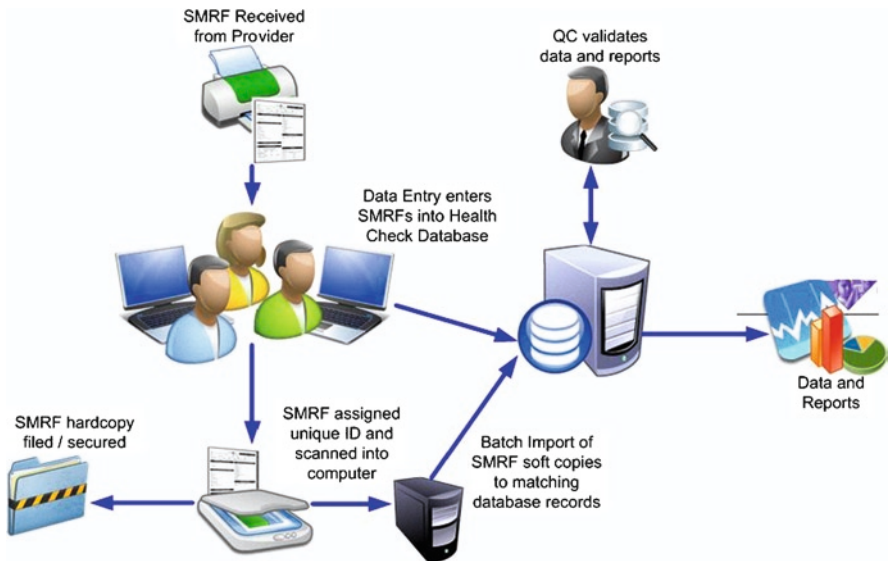 SMRF Received
from Provider
QC validates
data and reports
Data Entry enters
SMRFs into Health
Check Database
Data and
Reports
SMRF hardcopy
filed / secured
SMRF assigned
unique ID and
scanned into
computer
Batch Import of
SMRF soft copies
to matching
database records